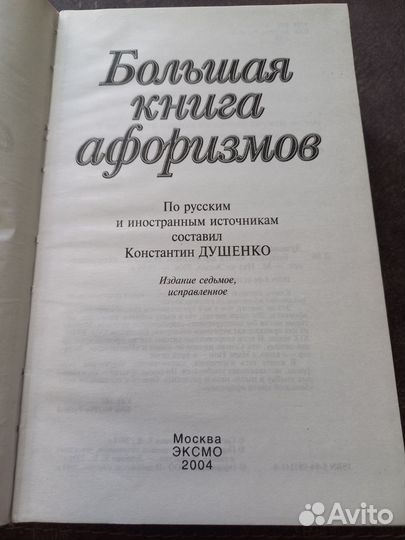 Большая
книга
афоризмов
По русским
и иностранным источникам
составил
Константин ДУШЕНКО
Издание седьмое,
исправленное
Москва
ЭКСМО
2004
Avito